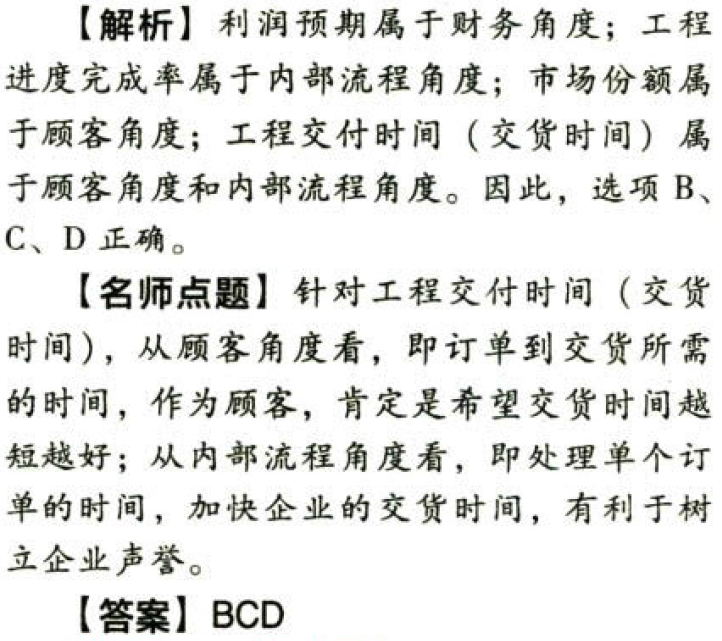 【解析】利润预期属于财务角度；工程
进度完成率属于内部流程角度；市场份额属
于顾客角度；工程交付时间（交货时间）属
于顾客角度和内部流程角度。因此，选项 B、
C、D 正确。
【名师点题】针对工程交付时间（交货
时间），从顾客角度看，即订单到交货所需
的时间，作为顾客，肯定是希望交货时间越
短越好；从内部流程角度看，即处理单个订
单的时间，加快企业的交货时间，有利于树
立企业声誉。
【答案】BCD